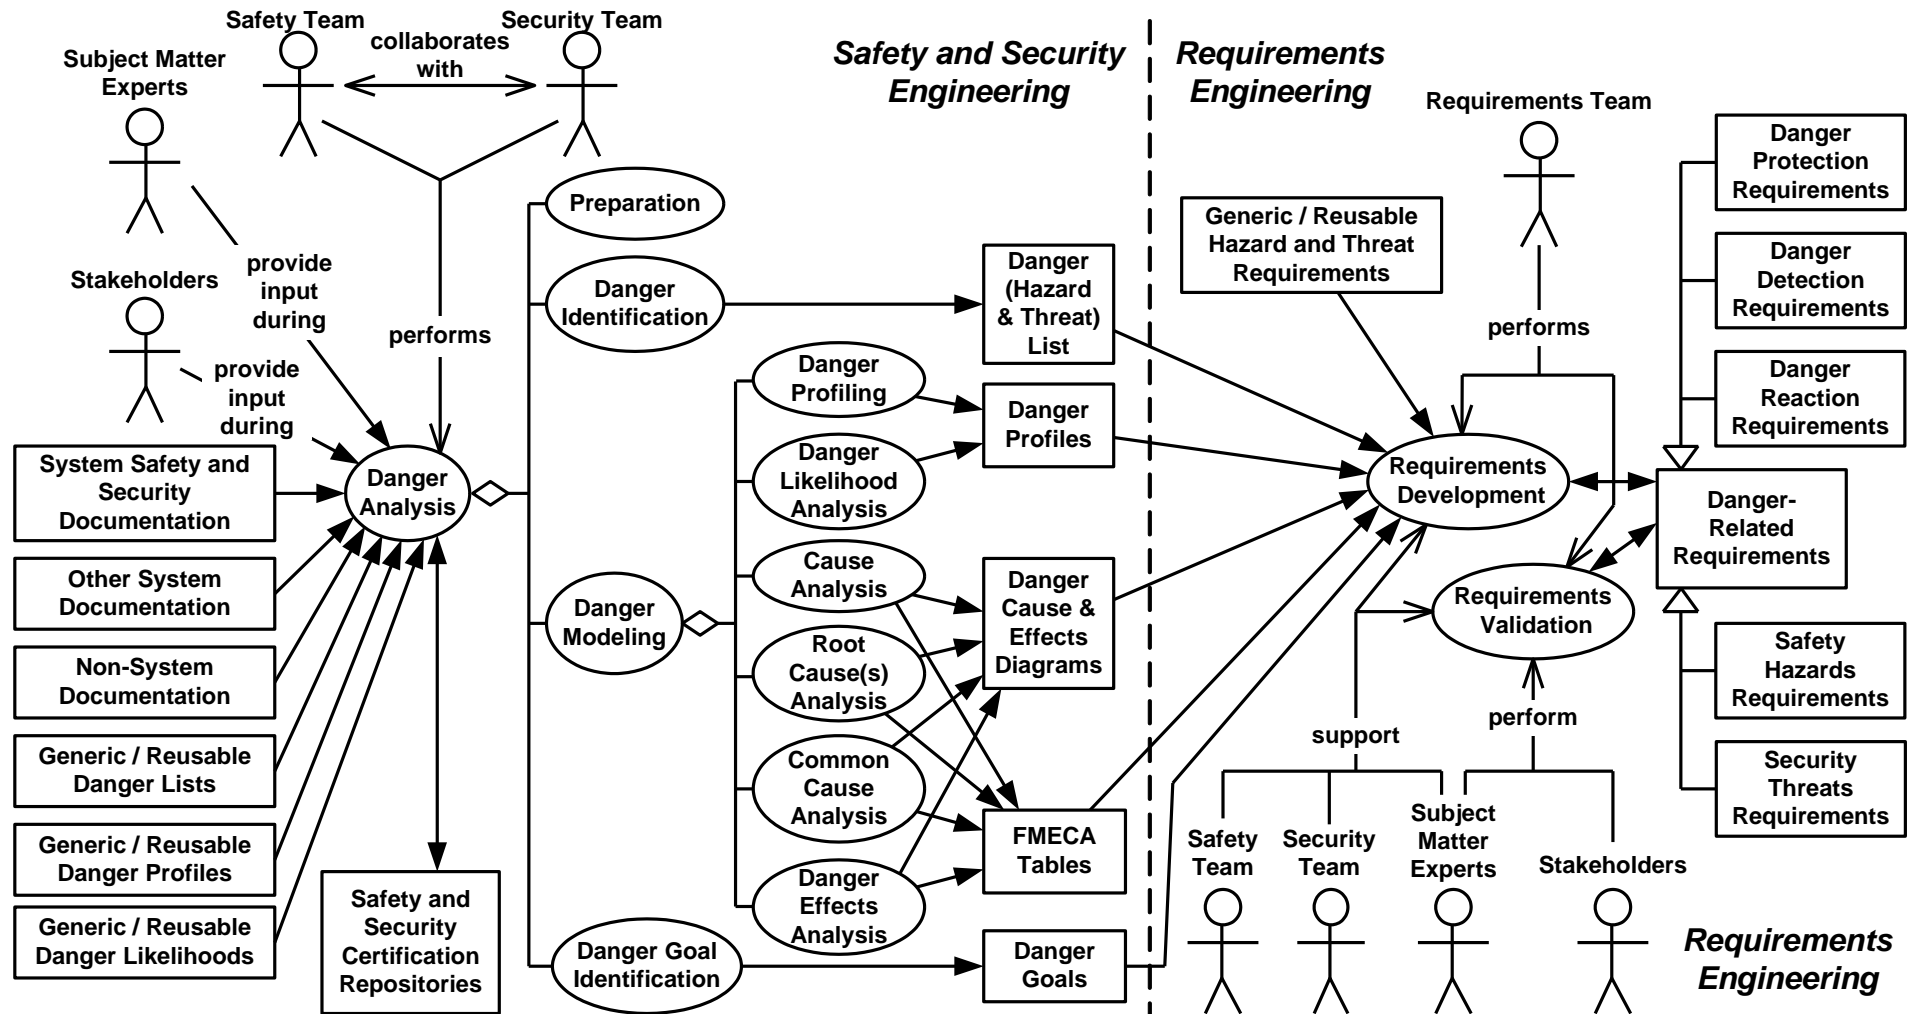 Safety Team
Security Team
collaborates
with
Subject Matter
Experts
Safety and Security
Engineering
Requirements
Engineering
Requirements Team
Stakeholders
provide
input
during
provide
input
during
performs
System Safety and
Security
Documentation
Other System
Documentation
Non-System
Documentation
Generic / Reusable
Danger Lists
Generic / Reusable
Danger Profiles
Generic / Reusable
Danger Likelihoods
Danger
Analysis
Safety and
Security
Certification
Repositories
Preparation
Danger
Identification
Danger
Modeling
Danger Goal
Identification
Danger
Profiling
Danger
Likelihood
Analysis
Cause
Analysis
Root
Cause(s)
Analysis
Common
Cause
Analysis
Danger
Effects
Analysis
Danger
(Hazard
& Threat)
List
Danger
Profiles
Danger
Cause &
Effects
Diagrams
FMECA
Tables
Danger
Goals
Generic / Reusable
Hazard and Threat
Requirements
performs
Requirements
Development
Requirements
Validation
support
perform
Safety
Team
Security
Team
Subject
Matter
Experts
Stakeholders
Danger
Protection
Requirements
Danger
Detection
Requirements
Danger
Reaction
Requirements
Danger-
Related
Requirements
Safety
Hazards
Requirements
Security
Threats
Requirements
Requirements
Engineering